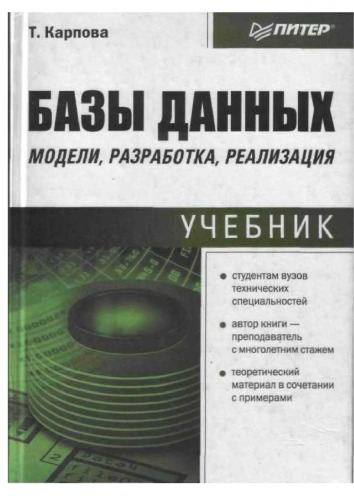 Т. Карпова
ПИТЕР®
БАЗЫ ДАННЫХ
МОДЕЛИ, РАЗРАБОТКА, РЕАЛИЗАЦИЯ
УЧЕБНИК
● студентам вузов
технических
специальностей
● автор книги —
преподаватель
с многолетним стажем
● теоретический
материал в сочетании
с примерами